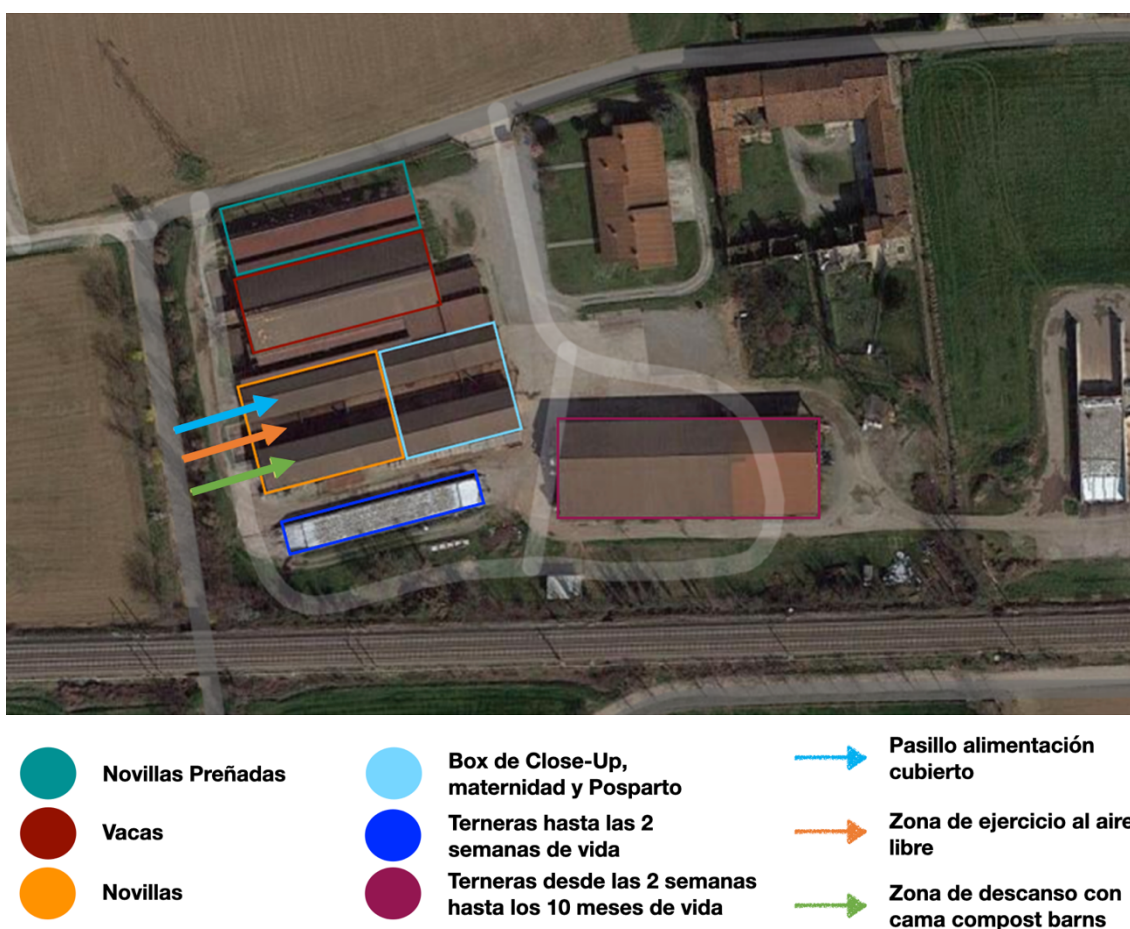 Novillas Preñadas
Vacas
Novillas
Box de Close-Up,
maternidad y Posparto
Terneras hasta las 2
semanas de vida
Terneras desde las 2 semanas
hasta los 10 meses de vida
Pasillo alimentación
cubierto
Zona de ejercicio al aire
libre
Zona de descanso con
cama compost barns